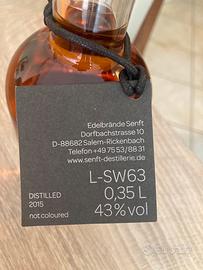 Edelbrände Senft
Dorfbachstrasse 10
D-88682 Salem-Rickenbach
Telefon +49 75 53 / 88 31
www.senft-destillerie.de
L-SW63
DISTILLED
0,35 L
2015
not.coloured
43%vol